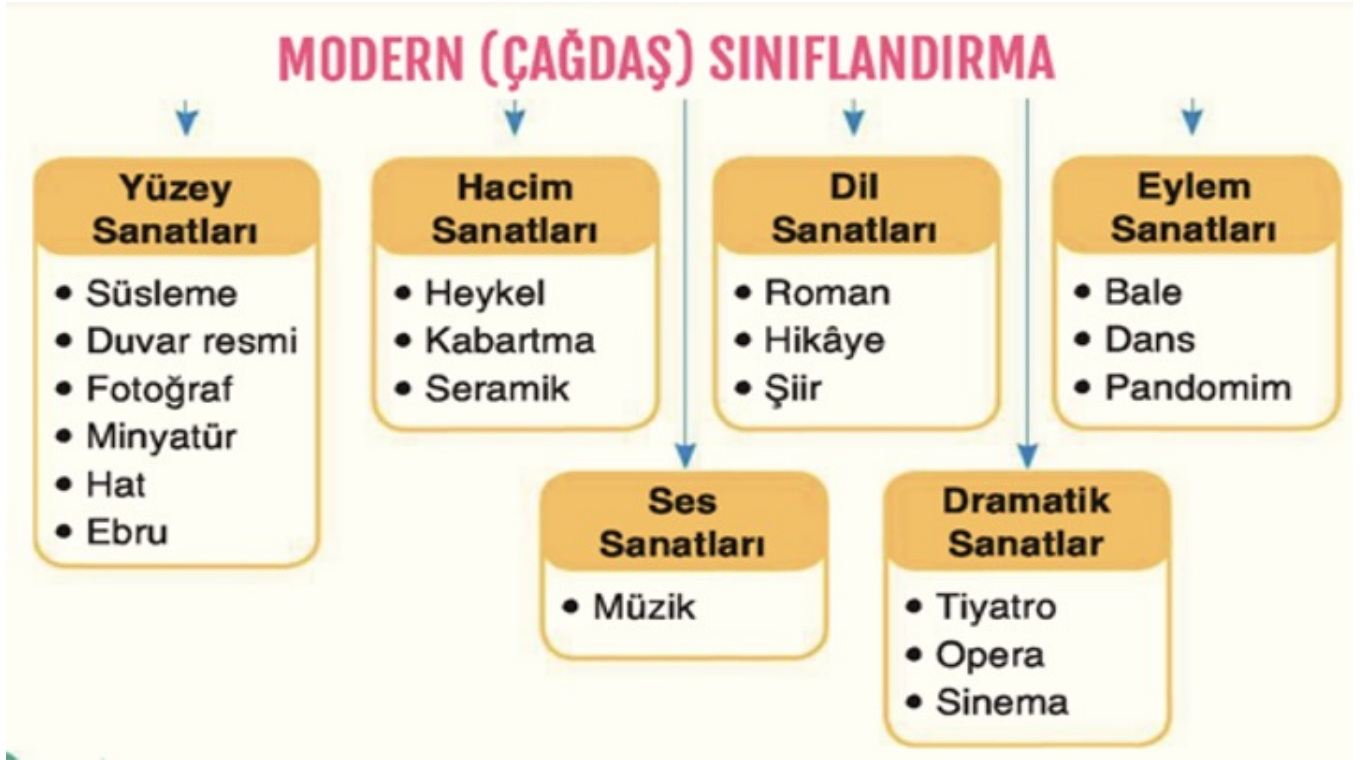 MODERN (ÇAĞDAŞ) SINIFLANDIRMA
Yüzey
Sanatları
• Süsleme
• Duvar resmi
• Fotoğraf
• Minyatür
• Hat
• Ebru
Hacim
Sanatları
• Heykel
• Kabartma
• Seramik
Dil
Sanatları
• Roman
• Hikâye
• Şiir
Eylem
Sanatları
• Bale
• Dans
• Pandomim
Ses
Sanatları
• Müzik
Dramatik
Sanatlar
• Tiyatro
• Opera
• Sinema